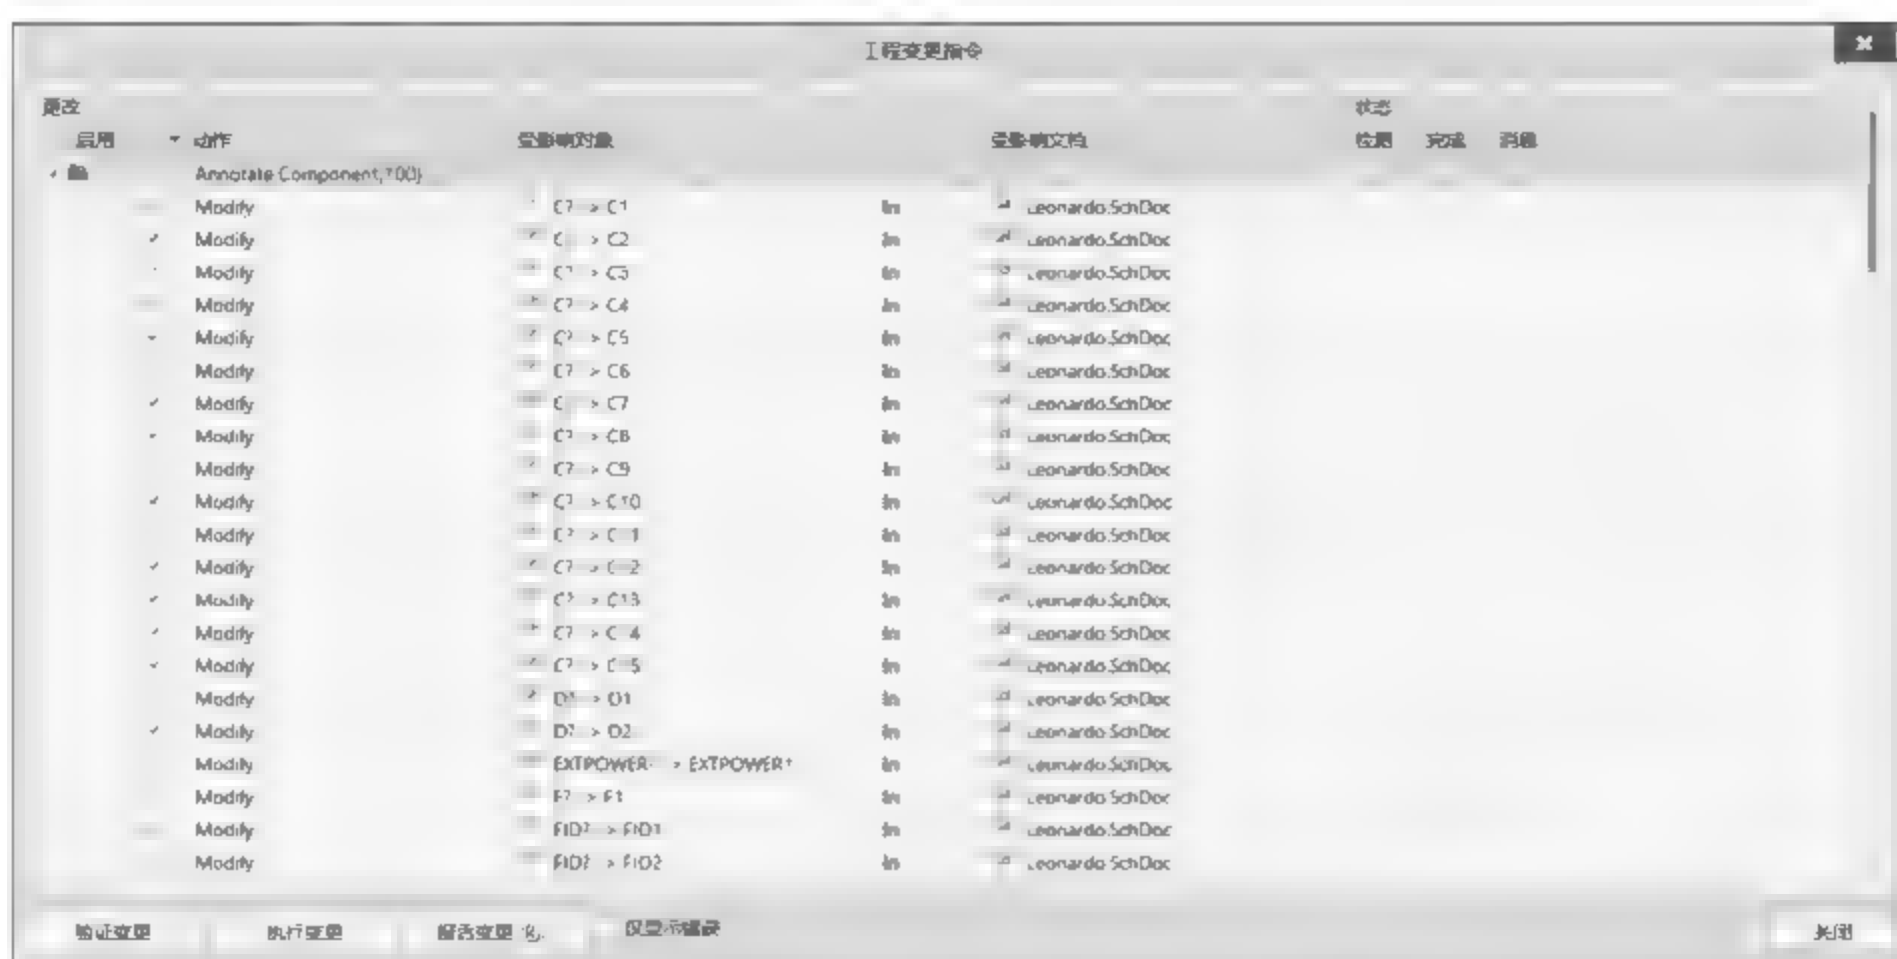 工程变更指令
更改 状态
启用 动作 受影响对象 受影响文档 检测 完成 消息
Annotate Component(100)
Modify C? -> C1 In Leonardo.SchDoc
Modify C? -> C2 In Leonardo.SchDoc
Modify C? -> C3 In Leonardo.SchDoc
Modify C? -> C4 In Leonardo.SchDoc
Modify C? -> C5 In Leonardo.SchDoc
Modify C? -> C6 In Leonardo.SchDoc
Modify C? -> C7 In Leonardo.SchDoc
Modify C? -> C8 In Leonardo.SchDoc
Modify C? -> C9 In Leonardo.SchDoc
Modify C? -> C10 In Leonardo.SchDoc
Modify C? -> C11 In Leonardo.SchDoc
Modify C? -> C12 In Leonardo.SchDoc
Modify C? -> C13 In Leonardo.SchDoc
Modify C? -> C14 In Leonardo.SchDoc
Modify C? -> C15 In Leonardo.SchDoc
Modify D? -> D1 In Leonardo.SchDoc
Modify D? -> D2 In Leonardo.SchDoc
Modify EXTPOWER? -> EXTPOWER1 In Leonardo.SchDoc
Modify F? -> F1 In Leonardo.SchDoc
Modify FID? -> FID1 In Leonardo.SchDoc
Modify FID? -> FID2 In Leonardo.SchDoc
验证变更 执行变更 报告变更 (R)... 仅显示错误 关闭